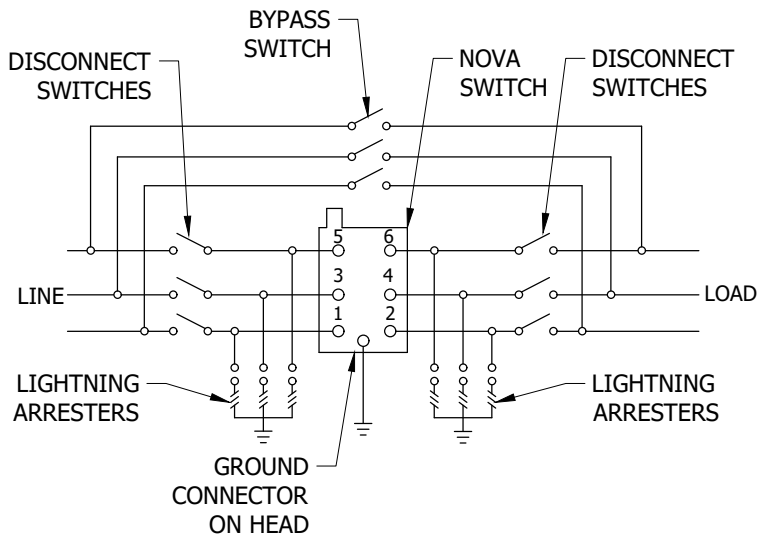 BYPASS
SWITCH
DISCONNECT
SWITCHES
NOVA
SWITCH
DISCONNECT
SWITCHES
5
6
3
4
LINE
LOAD
1
2
LIGHTNING
ARRESTERS
LIGHTNING
ARRESTERS
GROUND
CONNECTOR
ON HEAD